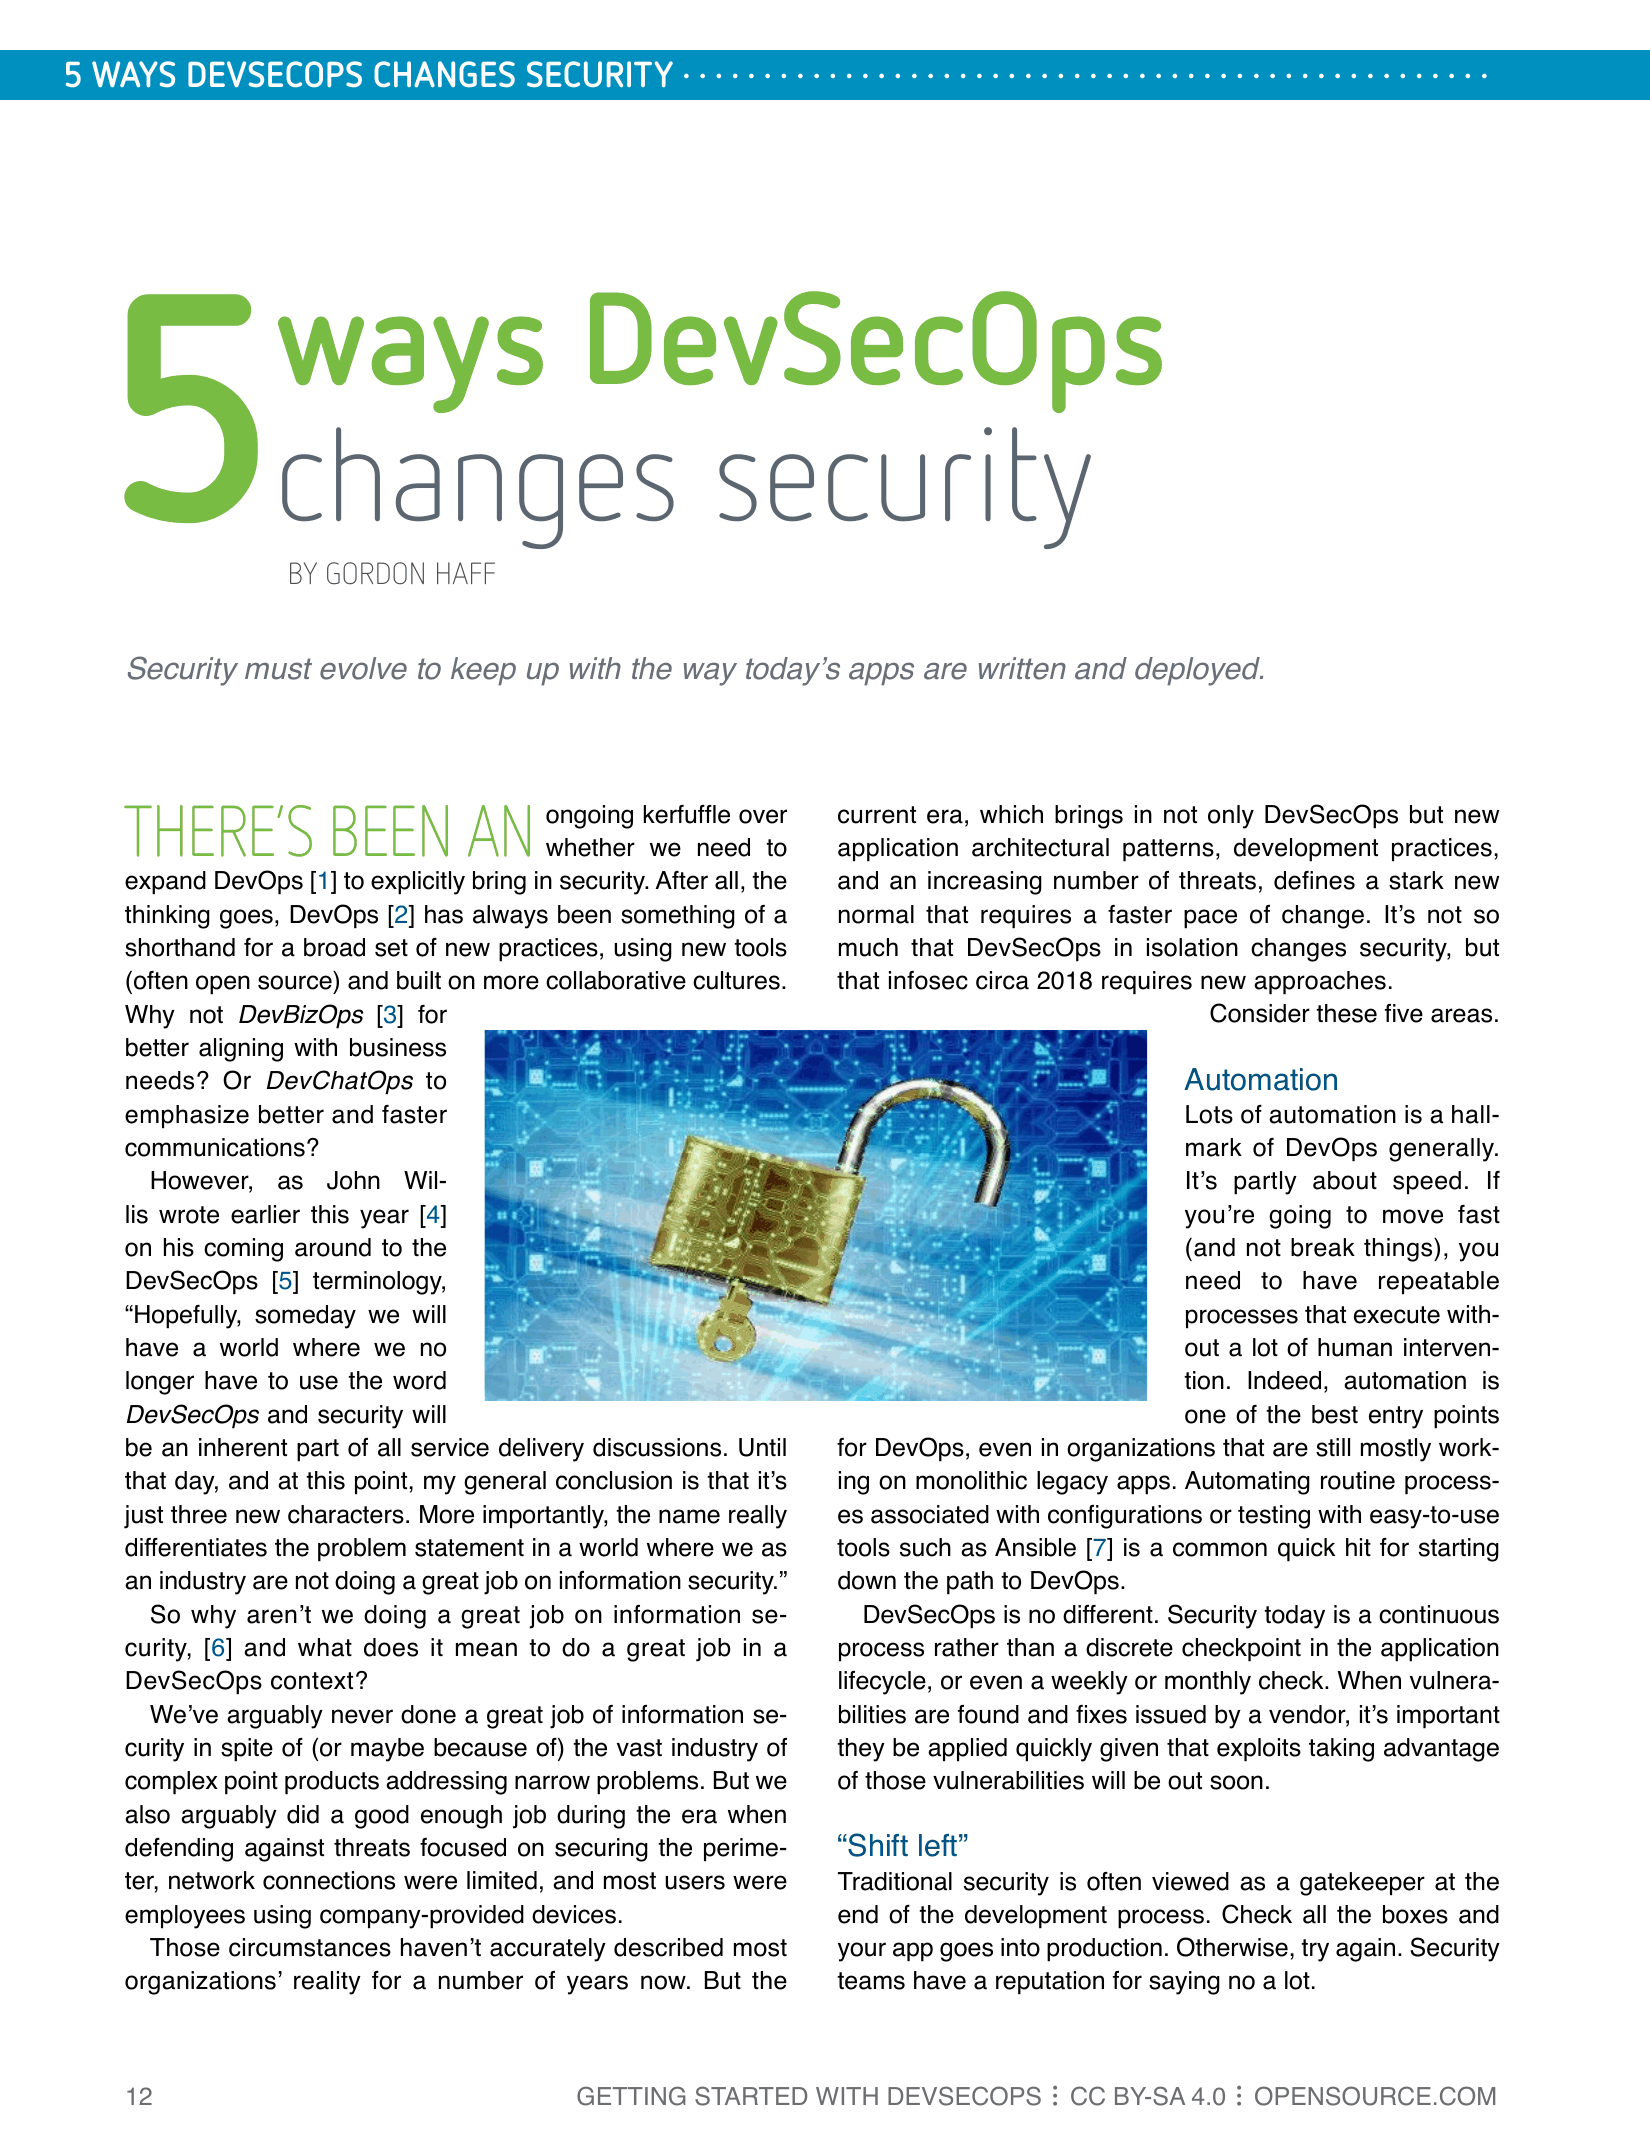 5 WAYS DEVSECOPS CHANGES SECURITY
5 ways DevSecOps
changes security
BY GORDON HAFF
Security must evolve to keep up with the way today’s apps are written and deployed.
THERE’S BEEN AN ongoing kerfuffle over
whether we need to
expand DevOps [1] to explicitly bring in security. After all, the
thinking goes, DevOps [2] has always been something of a
shorthand for a broad set of new practices, using new tools
(often open source) and built on more collaborative cultures.
Why not DevBizOps [3] for
better aligning with business
needs? Or DevChatOps to
emphasize better and faster
communications?
However, as John Wil-
lis wrote earlier this year [4]
on his coming around to the
DevSecOps [5] terminology,
“Hopefully, someday we will
have a world where we no
longer have to use the word
DevSecOps and security will
be an inherent part of all service delivery discussions. Until
that day, and at this point, my general conclusion is that it’s
just three new characters. More importantly, the name really
differentiates the problem statement in a world where we as
an industry are not doing a great job on information security.”
So why aren’t we doing a great job on information se-
curity, [6] and what does it mean to do a great job in a
DevSecOps context?
We’ve arguably never done a great job of information se-
curity in spite of (or maybe because of) the vast industry of
complex point products addressing narrow problems. But we
also arguably did a good enough job during the era when
defending against threats focused on securing the perime-
ter, network connections were limited, and most users were
employees using company-provided devices.
Those circumstances haven’t accurately described most
organizations’ reality for a number of years now. But the
current era, which brings in not only DevSecOps but new
application architectural patterns, development practices,
and an increasing number of threats, defines a stark new
normal that requires a faster pace of change. It’s not so
much that DevSecOps in isolation changes security, but
that infosec circa 2018 requires new approaches.
Consider these five areas.
Automation
Lots of automation is a hall-
mark of DevOps generally.
It’s partly about speed. If
you’re going to move fast
(and not break things), you
need to have repeatable
processes that execute with-
out a lot of human interven-
tion. Indeed, automation is
one of the best entry points
for DevOps, even in organizations that are still mostly work-
ing on monolithic legacy apps. Automating routine process-
es associated with configurations or testing with easy-to-use
tools such as Ansible [7] is a common quick hit for starting
down the path to DevOps.
DevSecOps is no different. Security today is a continuous
process rather than a discrete checkpoint in the application
lifecycle, or even a weekly or monthly check. When vulnera-
bilities are found and fixes issued by a vendor, it’s important
they be applied quickly given that exploits taking advantage
of those vulnerabilities will be out soon.
“Shift left”
Traditional security is often viewed as a gatekeeper at the
end of the development process. Check all the boxes and
your app goes into production. Otherwise, try again. Security
teams have a reputation for saying no a lot.
12
GETTING STARTED WITH DEVSECOPS ⋮ CC BY-SA 4.0 ⋮ OPENSOURCE.COM